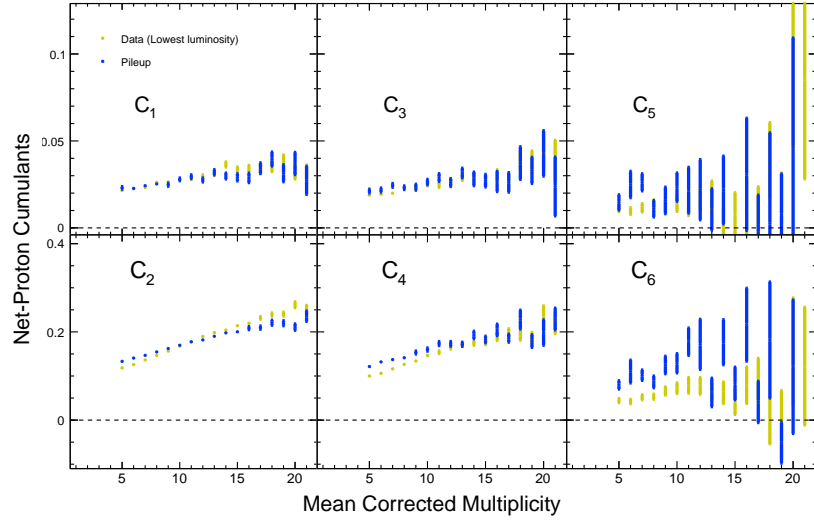 0.1
0.05
0
Data (Lowest luminosity)
Pileup
C1
C3
C5
Net-Proton Cumulants
0.4
0.2
0
C2
C4
C6
5 10 15 20 5 10 15 20 5 10 15 20
Mean Corrected Multiplicity